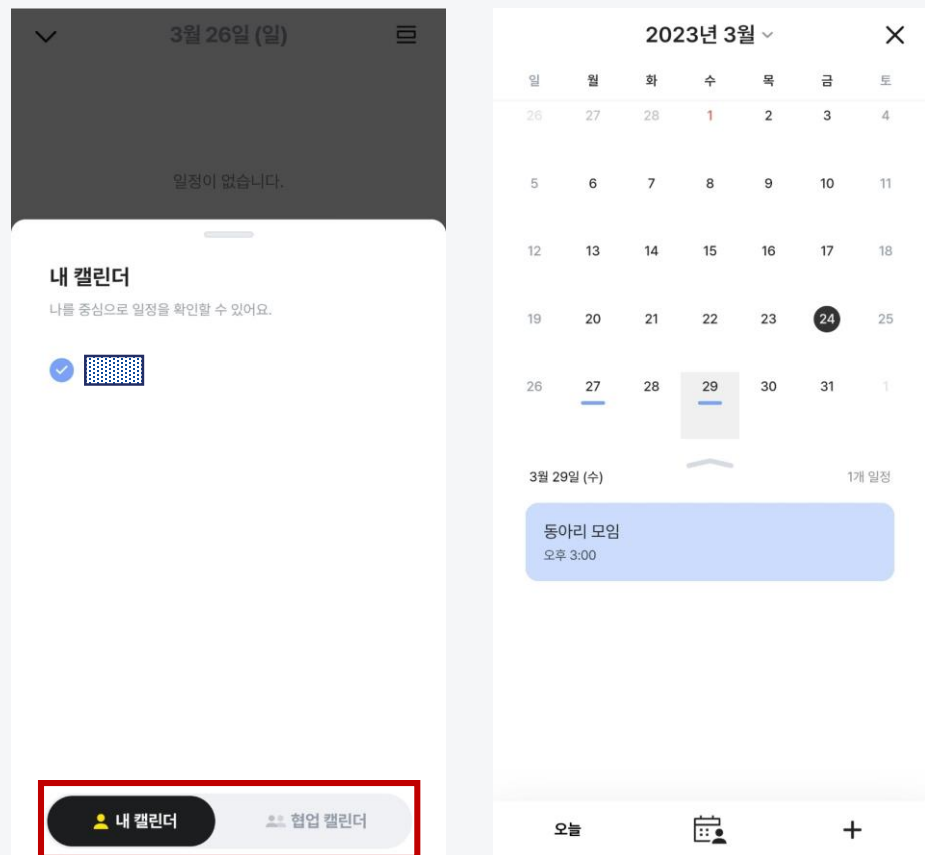 3월 26일 (일)
일정이 없습니다.
내 캘린더
나를 중심으로 일정을 확인할 수 있어요.
내 캘린더 협업 캘린더
2023년 3월
일 월 화 수 목 금 토
26 27 28 1 2 3 4
5 6 7 8 9 10 11
12 13 14 15 16 17 18
19 20 21 22 23 24 25
26 27 28 29 30 31 1
3월 29일 (수) 1개 일정
동아리 모임
오후 3:00
오늘